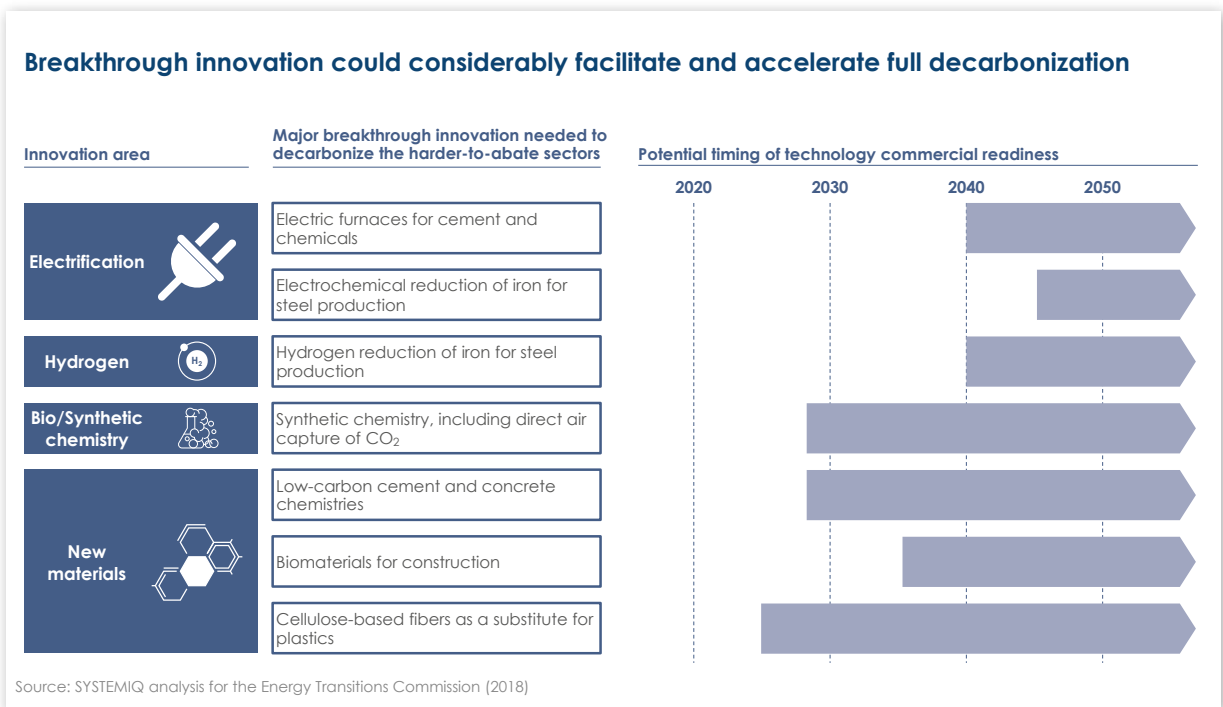 Breakthrough innovation could considerably facilitate and accelerate full decarbonization
Innovation area
Major breakthrough innovation needed to
decarbonize the harder-to-abate sectors
Potential timing of technology commercial readiness
2020
2030
2040
2050
Electrification
Electric furnaces for cement and
chemicals
Electrochemical reduction of iron for
steel production
Hydrogen
H₂
Hydrogen reduction of iron for steel
production
Bio/Synthetic
chemistry
Synthetic chemistry, including direct air
capture of CO₂
New
materials
Low-carbon cement and concrete
chemistries
Biomaterials for construction
Cellulose-based fibers as a substitute for
plastics
Source: SYSTEMIQ analysis for the Energy Transitions Commission (2018)